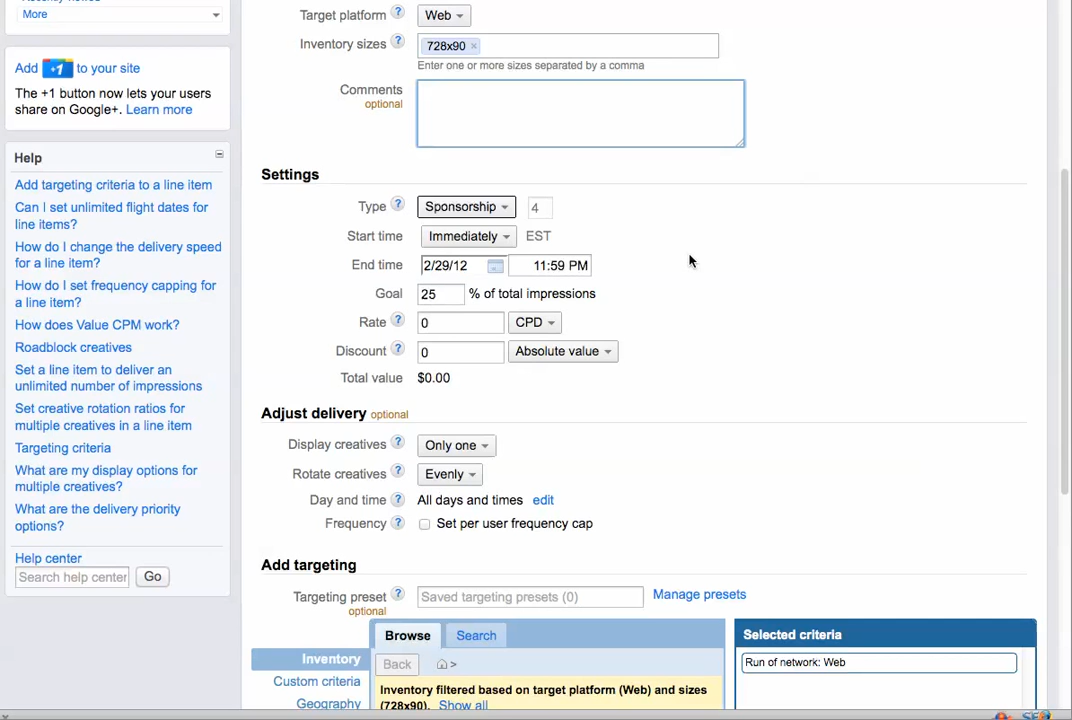 More
Add +1 to your site
The +1 button now lets your users
share on Google+. Learn more
Help
Add targeting criteria to a line item
Can I set unlimited flight dates for
line items?
How do I change the delivery speed
for a line item?
How do I set frequency capping for
a line item?
How does Value CPM work?
Roadblock creatives
Set a line item to deliver an
unlimited number of impressions
Set creative rotation ratios for
multiple creatives in a line item
Targeting criteria
What are my display options for
multiple creatives?
What are the delivery priority
options?
Help center
Search help center Go
Target platform ? Web
Inventory sizes ? 728x90 ×
Enter one or more sizes separated by a comma
Comments
optional
Settings
Type ? Sponsorship 4
Start time Immediately EST
End time 2/29/12 11:59 PM
Goal 25 % of total impressions
Rate ? 0 CPD
Discount ? 0 Absolute value
Total value $0.00
Adjust delivery optional
Display creatives ? Only one
Rotate creatives ? Evenly
Day and time ? All days and times edit
Frequency ? Set per user frequency cap
Add targeting
Targeting preset ? Saved targeting presets (0) Manage presets
optional
Browse Search
Inventory Back >
Custom criteria
Geography
Inventory filtered based on target platform (Web) and sizes
(728x90). Show all
Selected criteria
Run of network: Web